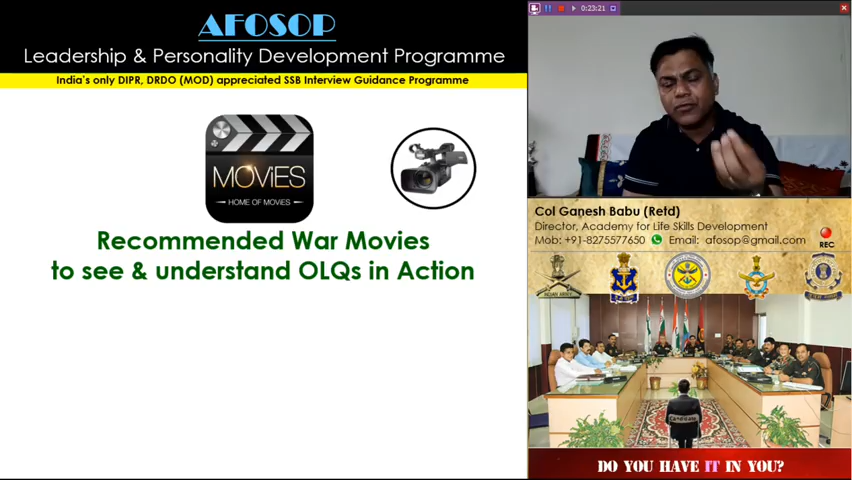 AFOSOP
Leadership & Personality Development Programme
India's only DIPR, DRDO (MOD) appreciated SSB Interview Guidance Programme
MOVIES
HOME OF MOVIES
Recommended War Movies
to see & understand OLQs in Action
0:23:21
Col Ganesh Babu (Retd)
Director, Academy for Life Skills Development
Mob: +91-8275577650 Email: afosop@gmail.com
REC
INDIAN ARMY
Candidate
DO YOU HAVE IT IN YOU?